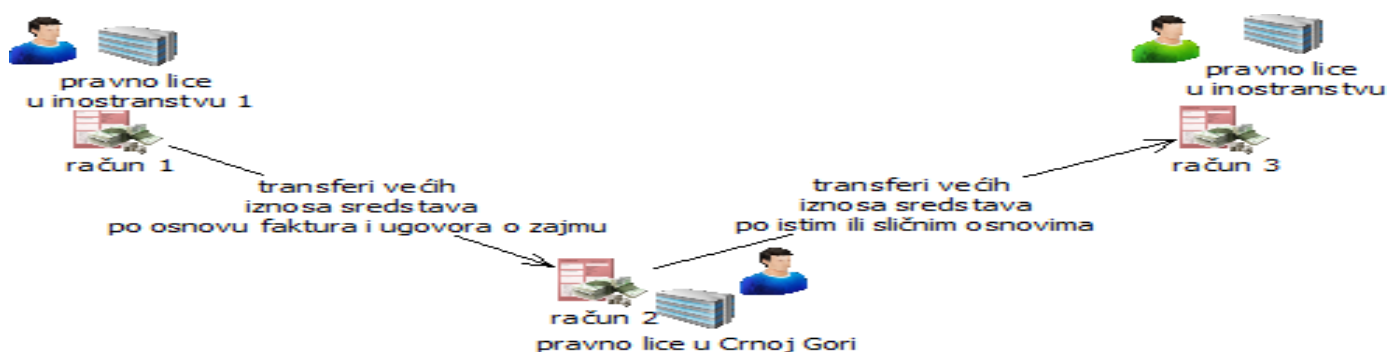 pravno lice
u inostranstvu 1
račun 1
transferi većih
iznosa sredstava
po osnovu faktura i ugovora o zajmu
račun 2
pravno lice u Crnoj Gori
transferi većih
iznosa sredstava
po istim ili sličnim osnovima
pravno lice
u inostranstvu
račun 3